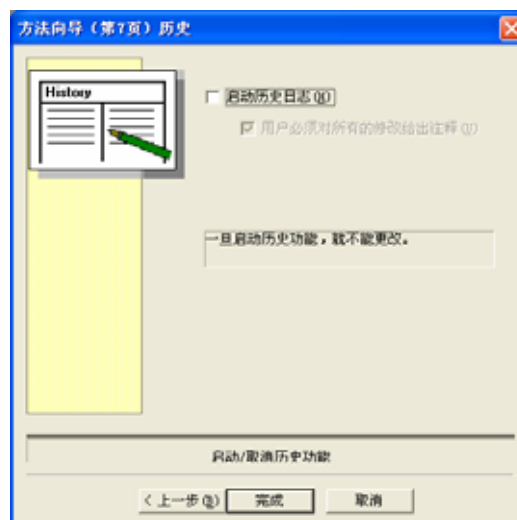 方法向导（第7页）历史
History
启动历史日志(H)
用户必须对所有的修改给出注释(U)
一旦启动历史功能，就不能更改。
启动/取消历史功能
<上一步(B) 完成 取消